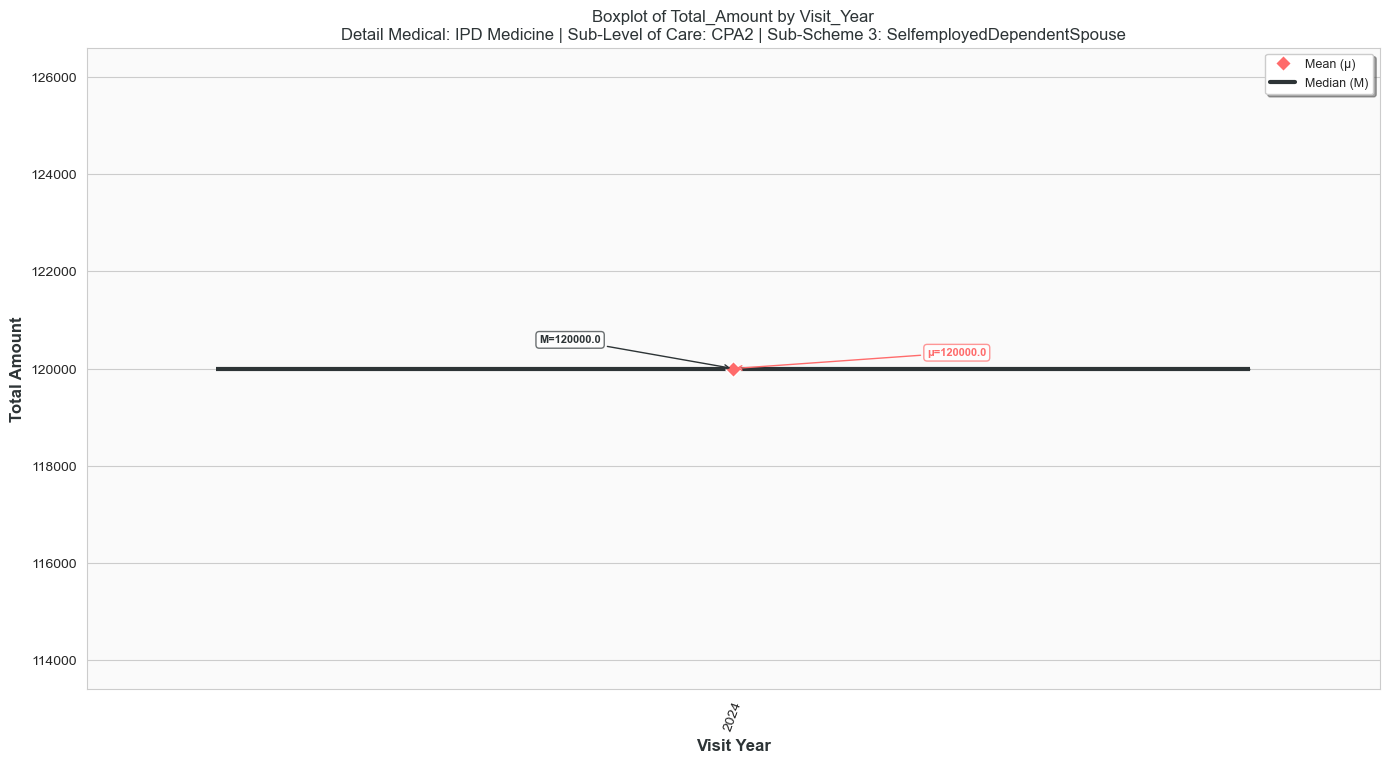 Boxplot of Total_Amount by Visit_Year
Detail Medical: IPD Medicine | Sub-Level of Care: CPA2 | Sub-Scheme 3: SelfemployedDependentSpouse
Mean (μ)
Median (M)
126000
124000
122000
120000
118000
116000
114000
Total Amount
M=120000.0
μ=120000.0
2024
Visit Year